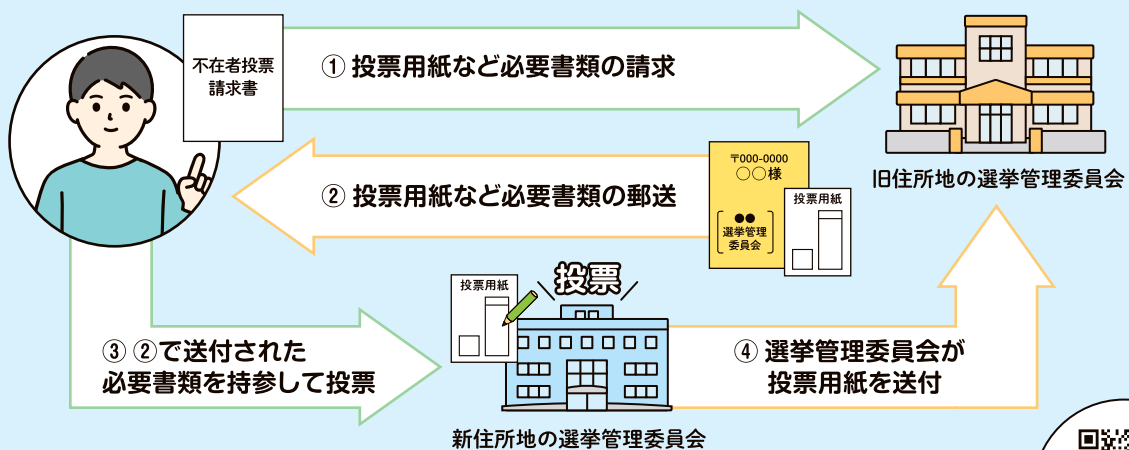 不在者投票
請求書
① 投票用紙など必要書類の請求
旧住所地の選挙管理委員会
② 投票用紙など必要書類の郵送
〒000-0000
○○様
●●
選挙管理
委員会
投票用紙
投票用紙
投票
③ ②で送付された
必要書類を持参して投票
④ 選挙管理委員会が
投票用紙を送付
新住所地の選挙管理委員会